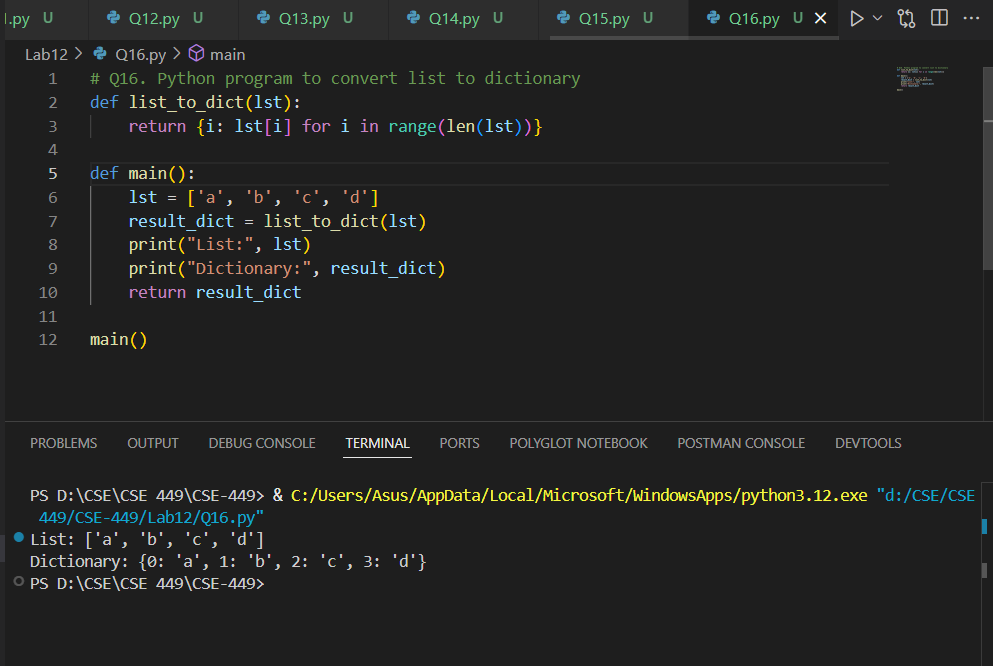 .py U Q12.py U Q13.py U Q14.py U Q15.py U Q16.py U
Lab12 > Q16.py > main
1 # Q16. Python program to convert list to dictionary
2 def list_to_dict(lst):
3     return {i: lst[i] for i in range(len(lst))}
4
5 def main():
6     lst = ['a', 'b', 'c', 'd']
7     result_dict = list_to_dict(lst)
8     print("List:", lst)
9     print("Dictionary:", result_dict)
10     return result_dict
11
12 main()
PROBLEMS OUTPUT DEBUG CONSOLE TERMINAL PORTS POLYGLOT NOTEBOOK POSTMAN CONSOLE DEVTOOLS
PS D:\CSE\CSE 449\CSE-449> & C:/Users/Asus/AppData/Local/Microsoft/WindowsApps/python3.12.exe "d:/CSE/CSE
449/CSE-449/Lab12/Q16.py"
List: ['a', 'b', 'c', 'd']
Dictionary: {0: 'a', 1: 'b', 2: 'c', 3: 'd'}
PS D:\CSE\CSE 449\CSE-449>